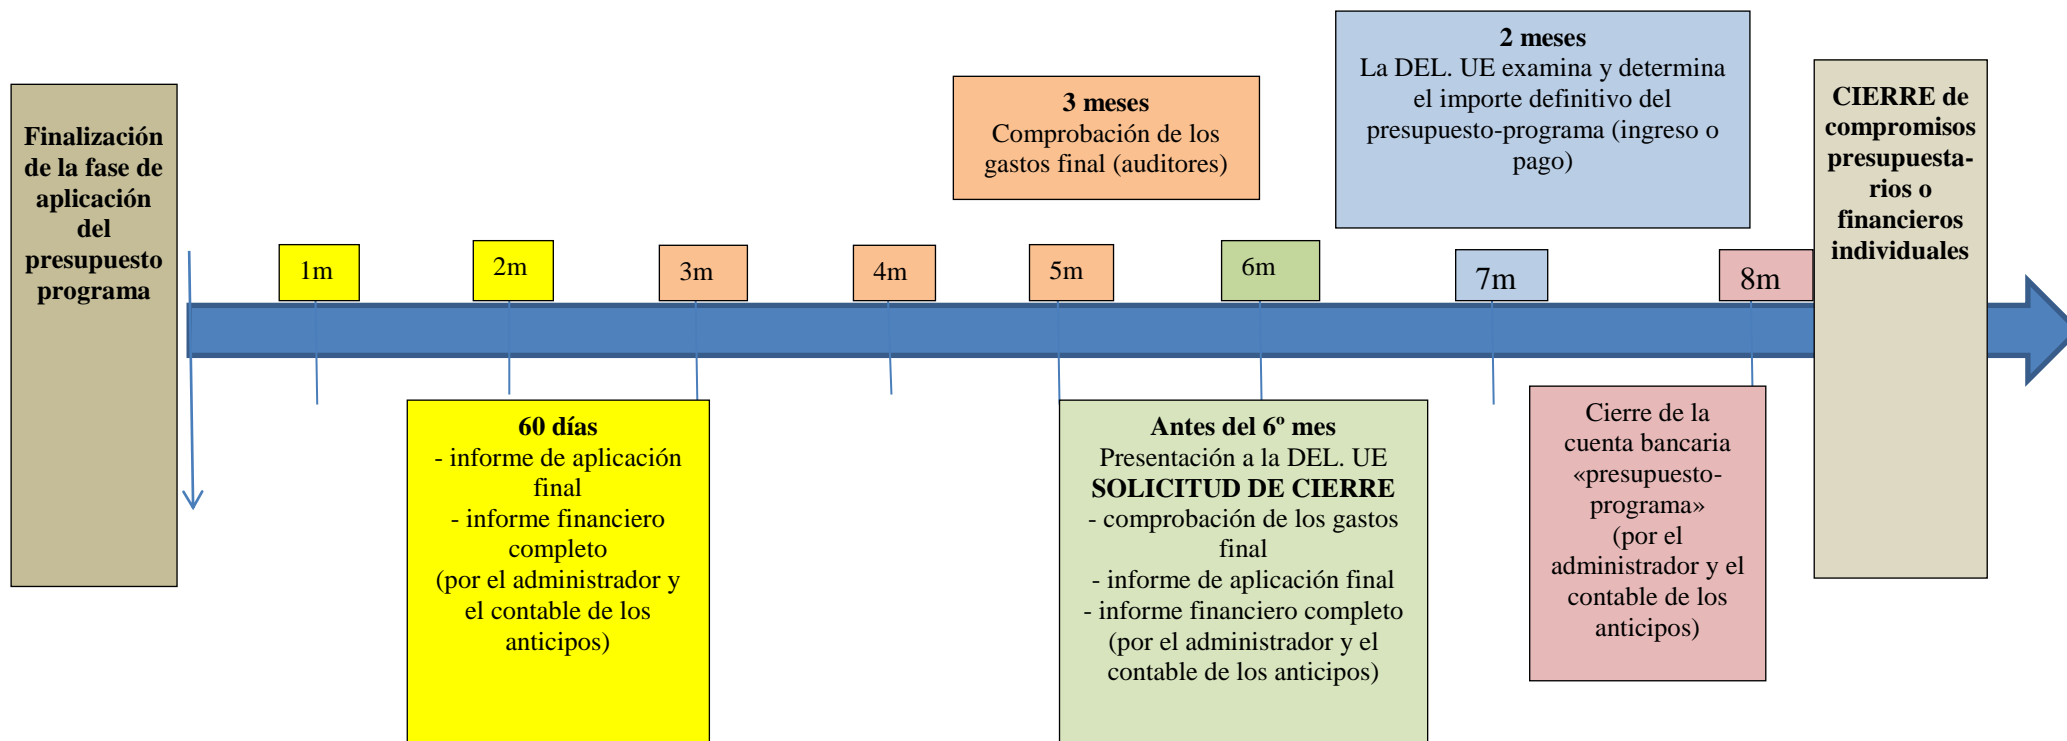 Finalización
de la fase de
aplicación
del
presupuesto
programa
3 meses
Comprobación de los
gastos final (auditores)
2 meses
La DEL. UE examina y determina
el importe definitivo del
presupuesto-programa (ingreso o
pago)
CIERRE de
compromisos
presupuesta-
rios o
financieros
individuales
1m
2m
3m
4m
5m
6m
7m
8m
60 días
- informe de aplicación
final
- informe financiero
completo
(por el administrador y
el contable de los
anticipos)
Antes del 6º mes
Presentación a la DEL. UE
SOLICITUD DE CIERRE
- comprobación de los gastos
final
- informe de aplicación final
- informe financiero completo
(por el administrador y el
contable de los anticipos)
Cierre de la
cuenta bancaria
«presupuesto-
programa»
(por el
administrador y el
contable de los
anticipos)